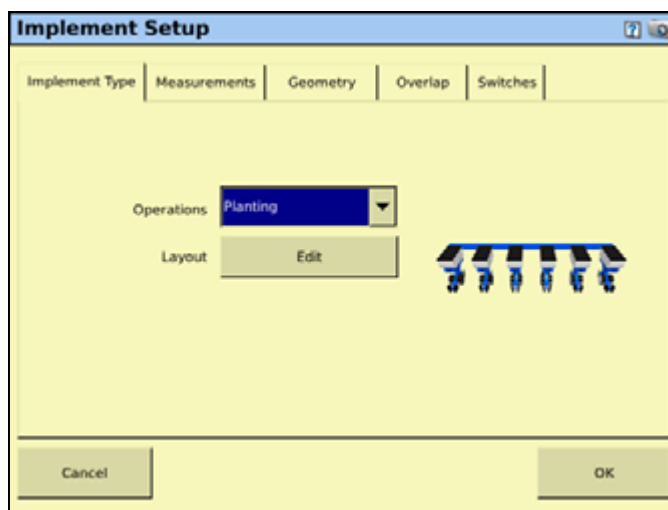 Implement Setup
?
Implement Type Measurements Geometry Overlap Switches
Operations Planting
Layout Edit
Cancel OK